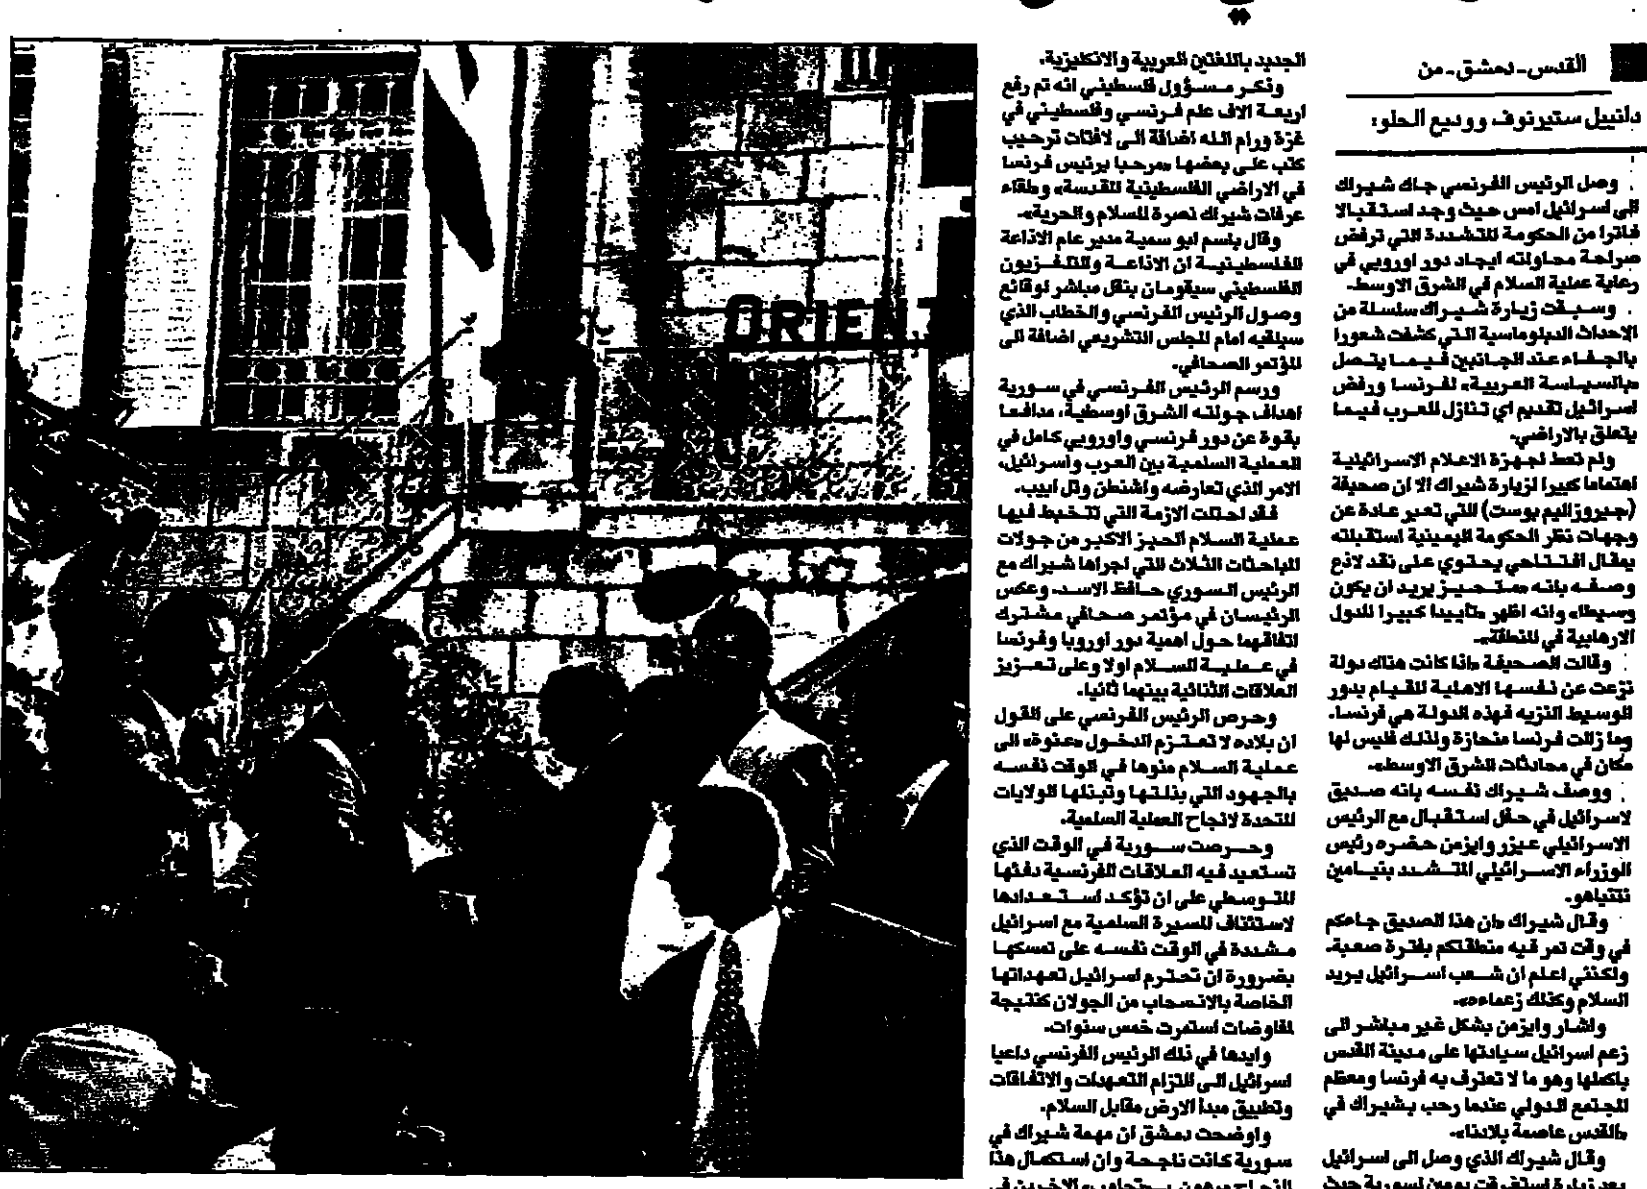 القدس ـ دمشق ـ من
دانييل ستيرنوف ووديع الحلو:
وصل الرئيس الفرنسي جاك شيراك
الى اسرائيل امس حيث وجد استقبالا
فاترا من الحكومة المتشددة التي ترفض
صراحة محاولته ايجاد دور اوروبي في
رعاية عملية السلام في الشرق الاوسط.
وسبقت زيارة شيراك سلسلة من
الاحداث الدبلوماسية التي كشفت شعورا
بالجفاء عند الجانبين فيما يتصل
«بالسياسة العربية» لفرنسا ورفض
اسرائيل تقديم اي تنازل للعرب فيما
يتعلق بالاراضي.
ولم تعط اجهزة الاعلام الاسرائيلية
اهتماما كبيرا لزيارة شيراك الا ان صحيفة
(جيروزاليم بوست) التي تعبر عادة عن
وجهات نظر الحكومة اليمينية استقبلته
بمقال افتتاحي يحتوي على نقد لاذع
وصفه بانه «متحيز يريد ان يكون
وسيطا» وانه اظهر «تأييدا كبيرا للدول
الارهابية في المنطقة».
وقالت الصحيفة «اذا كانت هناك دولة
نزعت عن نفسها الاهلية للقيام بدور
الوسيط النزيه فهذه الدولة هي فرنسا.
وما زالت فرنسا منحازة ولذلك فليس لها
مكان في محادثات الشرق الاوسط».
ووصف شيراك نفسه بانه صديق
لاسرائيل في حفل استقبال مع الرئيس
الاسرائيلي عيزر وايزمن حضره رئيس
الوزراء الاسرائيلي المتشدد بنيامين
نتنياهو.
وقال شيراك «ان هذا الصديق جاءكم
في وقت تمر فيه منطقتكم بفترة صعبة.
ولكنني اعلم ان شعب اسرائيل يريد
السلام وكذلك زعماءه».
واشار وايزمن بشكل غير مباشر الى
زعم اسرائيل سيادتها على مدينة القدس
باكملها وهو ما لا تعترف به فرنسا ومعظم
المجتمع الدولي عندما رحب بشيراك في
«القدس عاصمة بلادنا».
وقال شيراك الذي وصل الى اسرائيل
بعد زيارة استغرقت يومين لسورية حيث
الجديد باللغتين العربية والانكليزية.
وذكر مسؤول فلسطيني انه تم رفع
اربعة الاف علم فرنسي وفلسطيني في
غزة ورام الله اضافة الى لافتات ترحيب
كتب على بعضها «مرحبا برئيس فرنسا
في الاراضي الفلسطينية المقدسة» و«لقاء
عرفات شيراك نصرة للسلام والحرية».
وقال باسم ابو سمية مدير عام الاذاعة
الفلسطينية ان الاذاعة والتلفزيون
الفلسطيني سيقومان بنقل مباشر لوقائع
وصول الرئيس الفرنسي والخطاب الذي
سيلقيه امام المجلس التشريعي اضافة الى
المؤتمر الصحافي.
ورسم الرئيس الفرنسي في سورية
اهداف جولته الشرق اوسطية، مدافعا
بقوة عن دور فرنسي واوروبي كامل في
العملية السلمية بين العرب واسرائيل،
الامر الذي تعارضه واشنطن وتل ابيب.
فقد احتلت الازمة التي تتخبط فيها
عملية السلام الحيز الاكبر من جولات
المباحثات الثلاث التي اجراها شيراك مع
الرئيس السوري حافظ الاسد. وعكس
الرئيسان في مؤتمر صحافي مشترك
اتفاقهما حول اهمية دور اوروبا وفرنسا
في عملية السلام اولا وعلى تعزيز
العلاقات الثنائية بينهما ثانيا.
وحرص الرئيس الفرنسي على القول
ان بلاده لا تعتزم الدخول «عنوة» الى
عملية السلام منوها في الوقت نفسه
بالجهود التي بذلتها وتبذلها الولايات
المتحدة لانجاح العملية السلمية.
وحرصت سورية في الوقت الذي
تستعيد فيه العلاقات الفرنسية دفئها
المتوسطي على ان تؤكد استعدادها
لاستئناف المسيرة السلمية مع اسرائيل
مشددة في الوقت نفسه على تمسكها
بضرورة ان تحترم اسرائيل تعهداتها
الخاصة بالانسحاب من الجولان كنتيجة
لمفاوضات استمرت خمس سنوات.
وايدها في ذلك الرئيس الفرنسي داعيا
اسرائيل الى التزام التعهدات والاتفاقات
وتطبيق مبدأ الارض مقابل السلام.
واوضحت دمشق ان مهمة شيراك في
سورية كانت ناجحة وان استكمال هذا
ORIENT